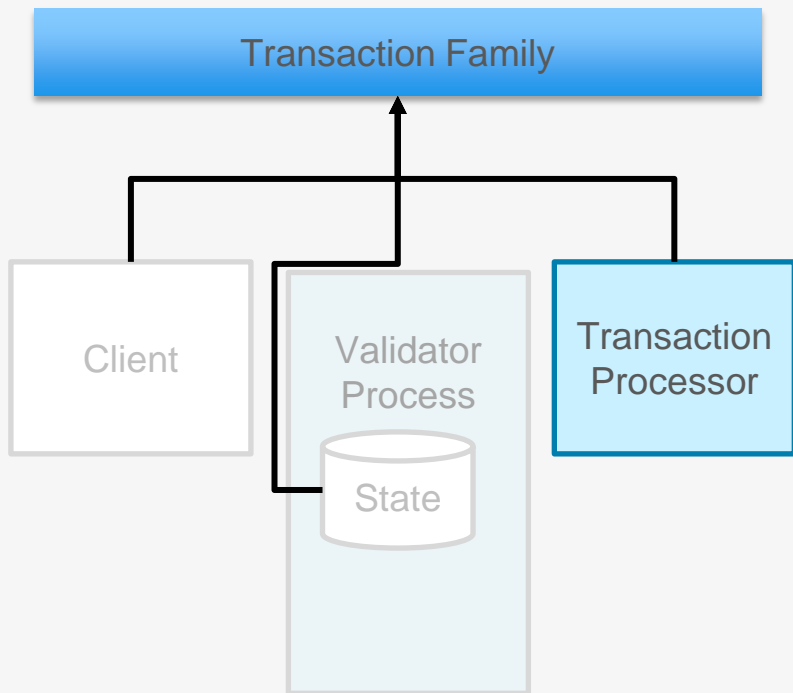 Transaction Family
Client
Validator
Process
State
Transaction
Processor